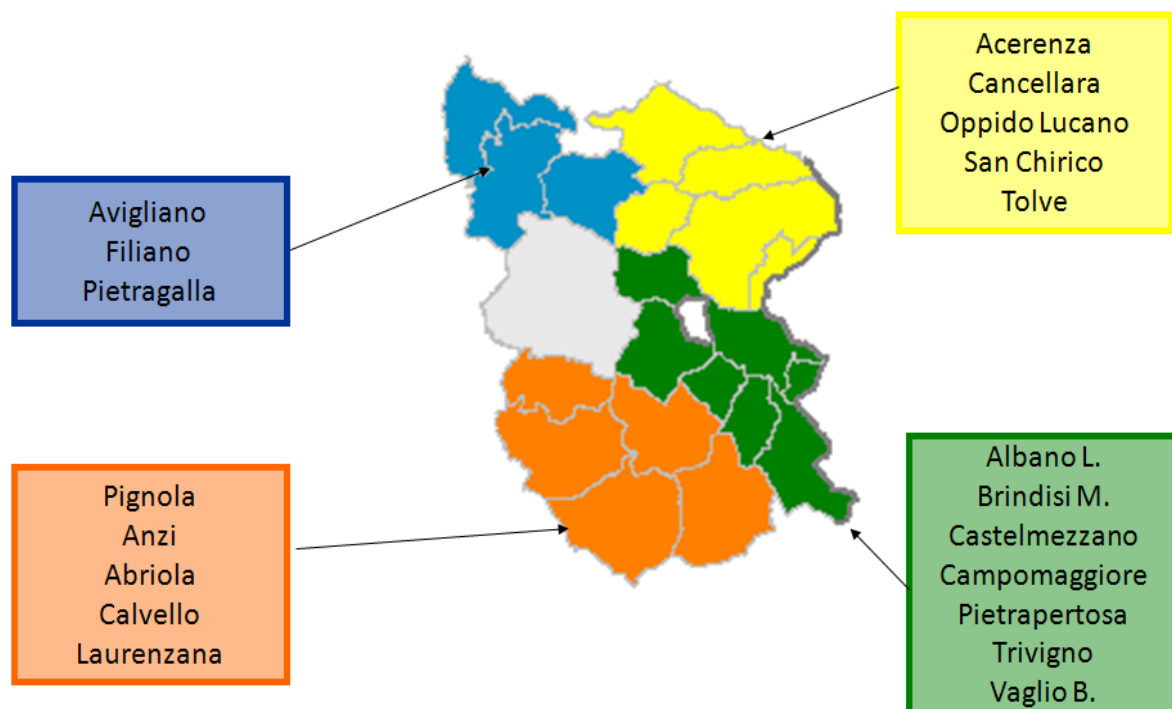 Acerenza
Cancellara
Oppido Lucano
San Chirico
Tolve
Avigliano
Filiano
Pietragalla
Pignola
Anzi
Abriola
Calvello
Laurenzana
Albano L.
Brindisi M.
Castelmezzano
Campomaggiore
Pietrapertosa
Trivigno
Vaglio B.